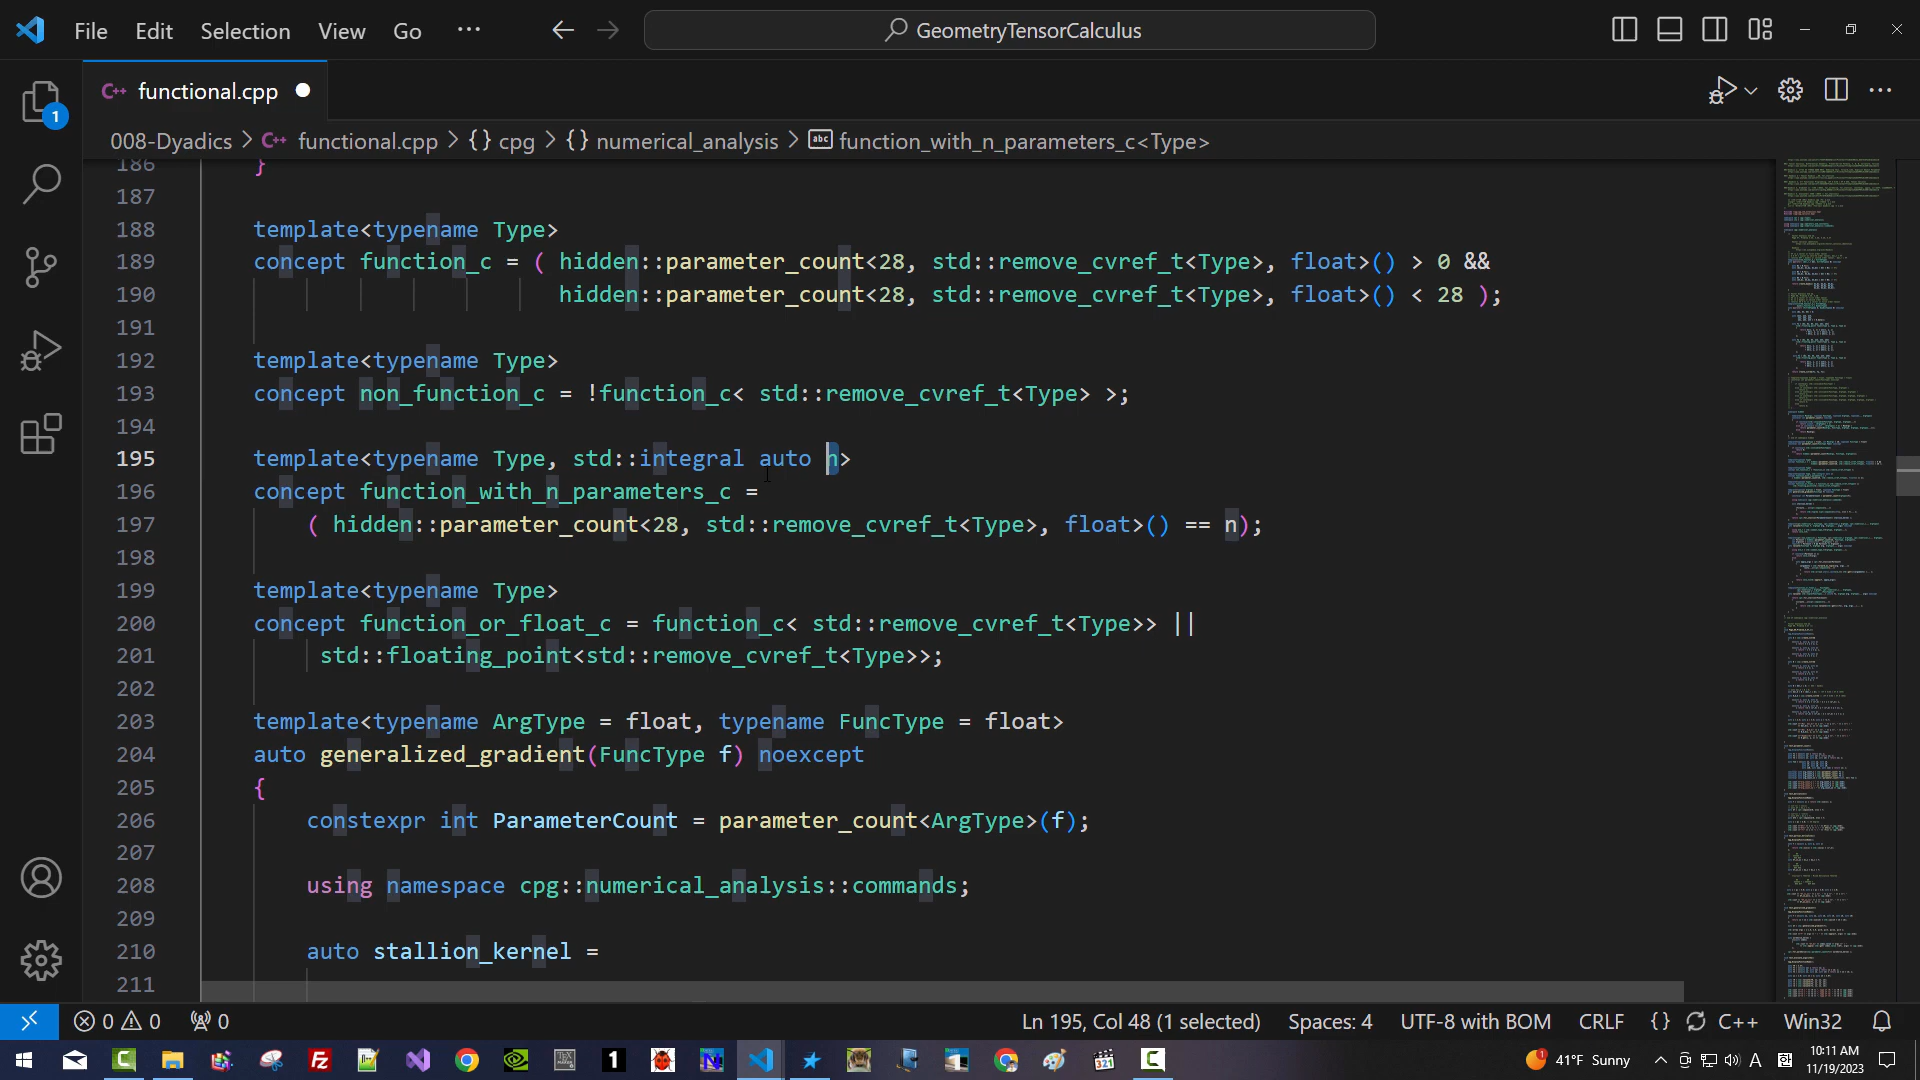 File Edit Selection View Go ··· GeometryTensorCalculus
functional.cpp
008-Dyadics > functional.cpp > {} cpg > {} numerical_analysis > function_with_n_parameters_c<Type>
186 }
187
188 template<typename Type>
189 concept function_c = ( hidden::parameter_count<28, std::remove_cvref_t<Type>, float>() > 0 &&
190 hidden::parameter_count<28, std::remove_cvref_t<Type>, float>() < 28 );
191
192 template<typename Type>
193 concept non_function_c = !function_c< std::remove_cvref_t<Type> >;
194
195 template<typename Type, std::integral auto n>
196 concept function_with_n_parameters_c =
197 ( hidden::parameter_count<28, std::remove_cvref_t<Type>, float>() == n);
198
199 template<typename Type>
200 concept function_or_float_c = function_c< std::remove_cvref_t<Type>> ||
201 std::floating_point<std::remove_cvref_t<Type>>;
202
203 template<typename ArgType = float, typename FuncType = float>
204 auto generalized_gradient(FuncType f) noexcept
205 {
206 constexpr int ParameterCount = parameter_count<ArgType>(f);
207
208 using namespace cpg::numerical_analysis::commands;
209
210 auto stallion_kernel =
211
0 0 0 Ln 195, Col 48 (1 selected) Spaces: 4 UTF-8 with BOM CRLF {} C++ Win32
41°F Sunny A 10:11 AM
11/19/2023